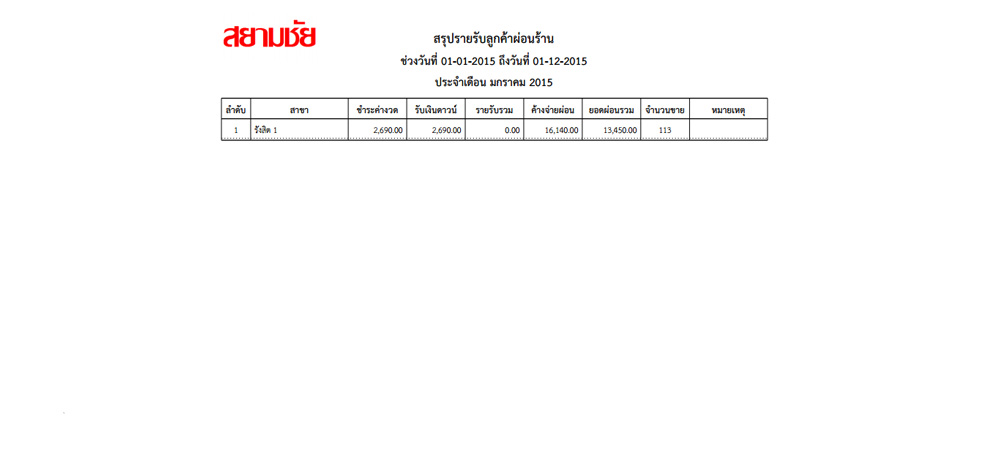 สยามชัย
สรุปรายรับลูกค้าผ่อนร้าน
ช่วงวันที่ 01-01-2015 ถึงวันที่ 01-12-2015
ประจำเดือน มกราคม 2015
ลำดับ สาขา ชำระค่างวด รับเงินดาวน์ รายรับรวม ค้างจ่ายผ่อน ยอดผ่อนรวม จำนวนขาย หมายเหตุ
1 รังสิต 1 2,690.00 2,690.00 0.00 16,140.00 13,450.00 113